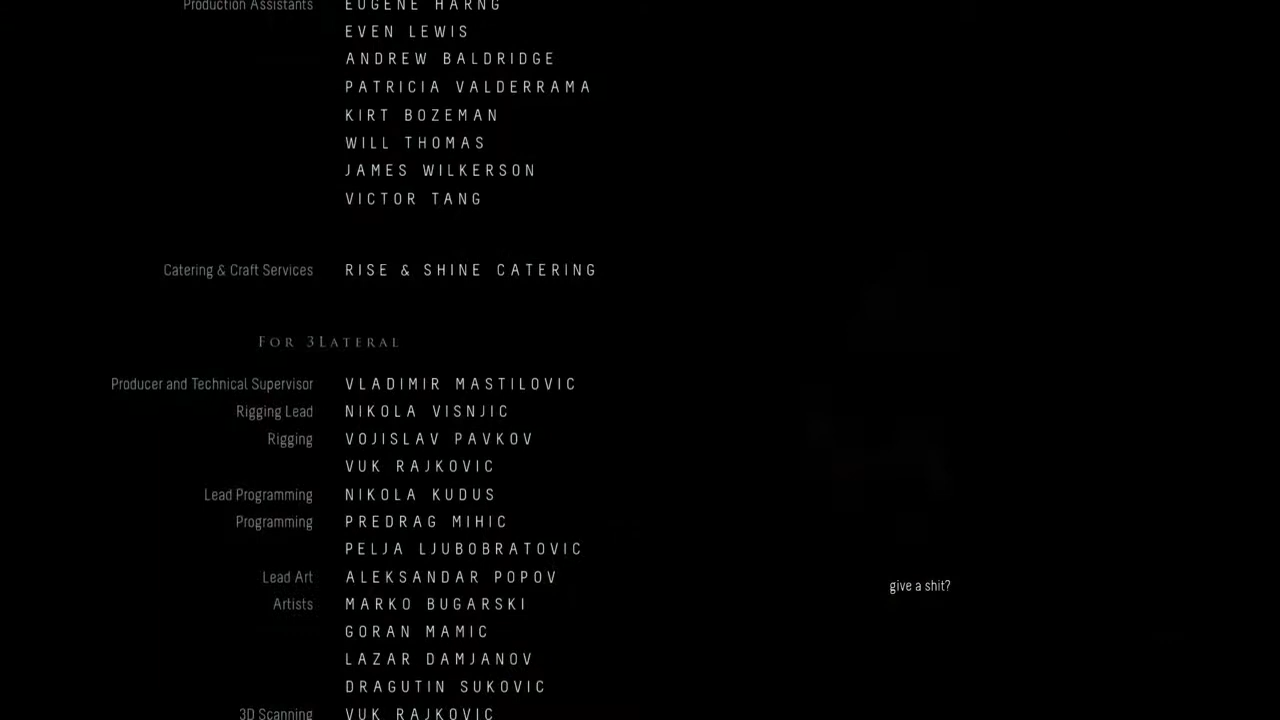 Production Assistants EUGENE HARNG
EVEN LEWIS
ANDREW BALDRIDGE
PATRICIA VALDERRAMA
KIRT BOZEMAN
WILL THOMAS
JAMES WILKERSON
VICTOR TANG
Catering & Craft Services RISE & SHINE CATERING
FOR 3LATERAL
Producer and Technical Supervisor VLADIMIR MASTILOVIC
Rigging Lead NIKOLA VISNJIC
Rigging VOJISLAV PAVKOV
VUK RAJKOVIC
Lead Programming NIKOLA KUDUS
Programming PREDRAG MIHIC
PELJA LJUBOBRATOVIC
Lead Art ALEKSANDAR POPOV
give a shit?
Artists MARKO BUGARSKI
GORAN MAMIC
LAZAR DAMJANOV
DRAGUTIN SUKOVIC
3D Scanning VUK RAJKOVIC